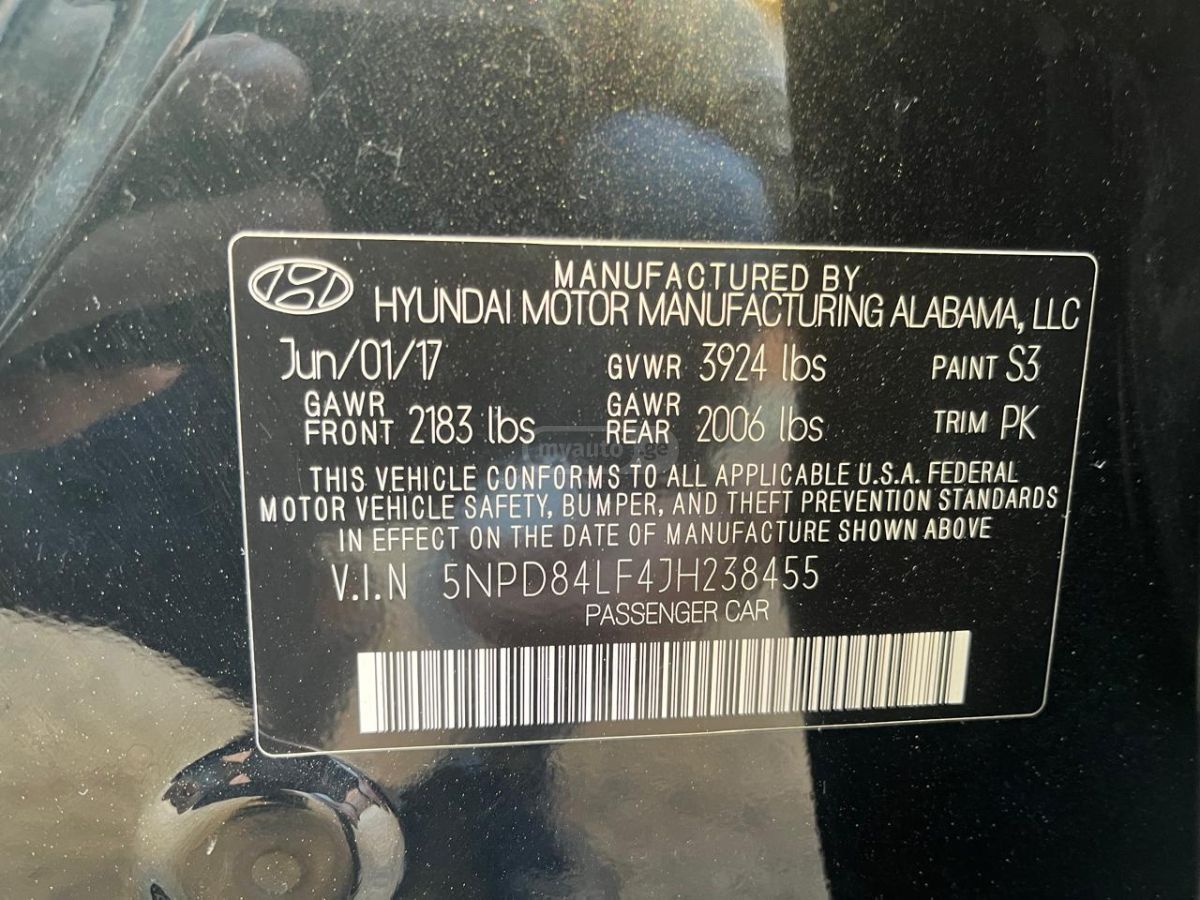 MANUFACTURED BY
HYUNDAI MOTOR MANUFACTURING ALABAMA, LLC
Jun/01/17 GVWR 3924 lbs PAINT S3
GAWR FRONT 2183 lbs GAWR REAR 2006 lbs TRIM PK
myauto.ge
THIS VEHICLE CONFORMS TO ALL APPLICABLE U.S.A. FEDERAL
MOTOR VEHICLE SAFETY, BUMPER, AND THEFT PREVENTION STANDARDS
IN EFFECT ON THE DATE OF MANUFACTURE SHOWN ABOVE
V.I.N 5NPD84LF4JH238455
PASSENGER CAR